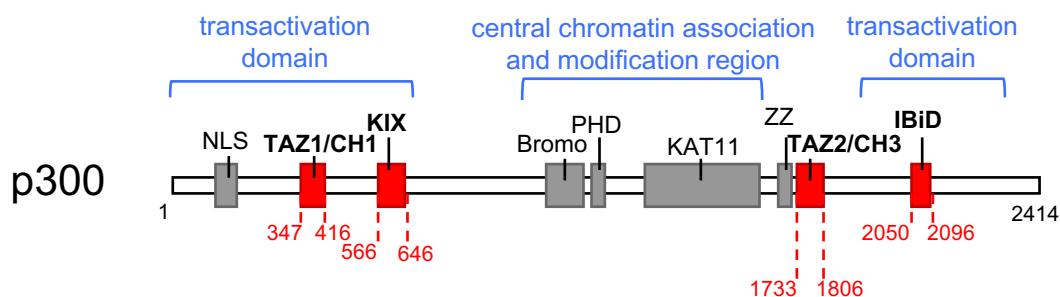 transactivation
domain
central chromatin association
and modification region
transactivation
domain
NLS
TAZ1/CH1
KIX
Bromo
PHD
KAT11
ZZ
TAZ2/CH3
IBiD
p300
1
2414
347
416
566
646
1733
1806
2050
2096